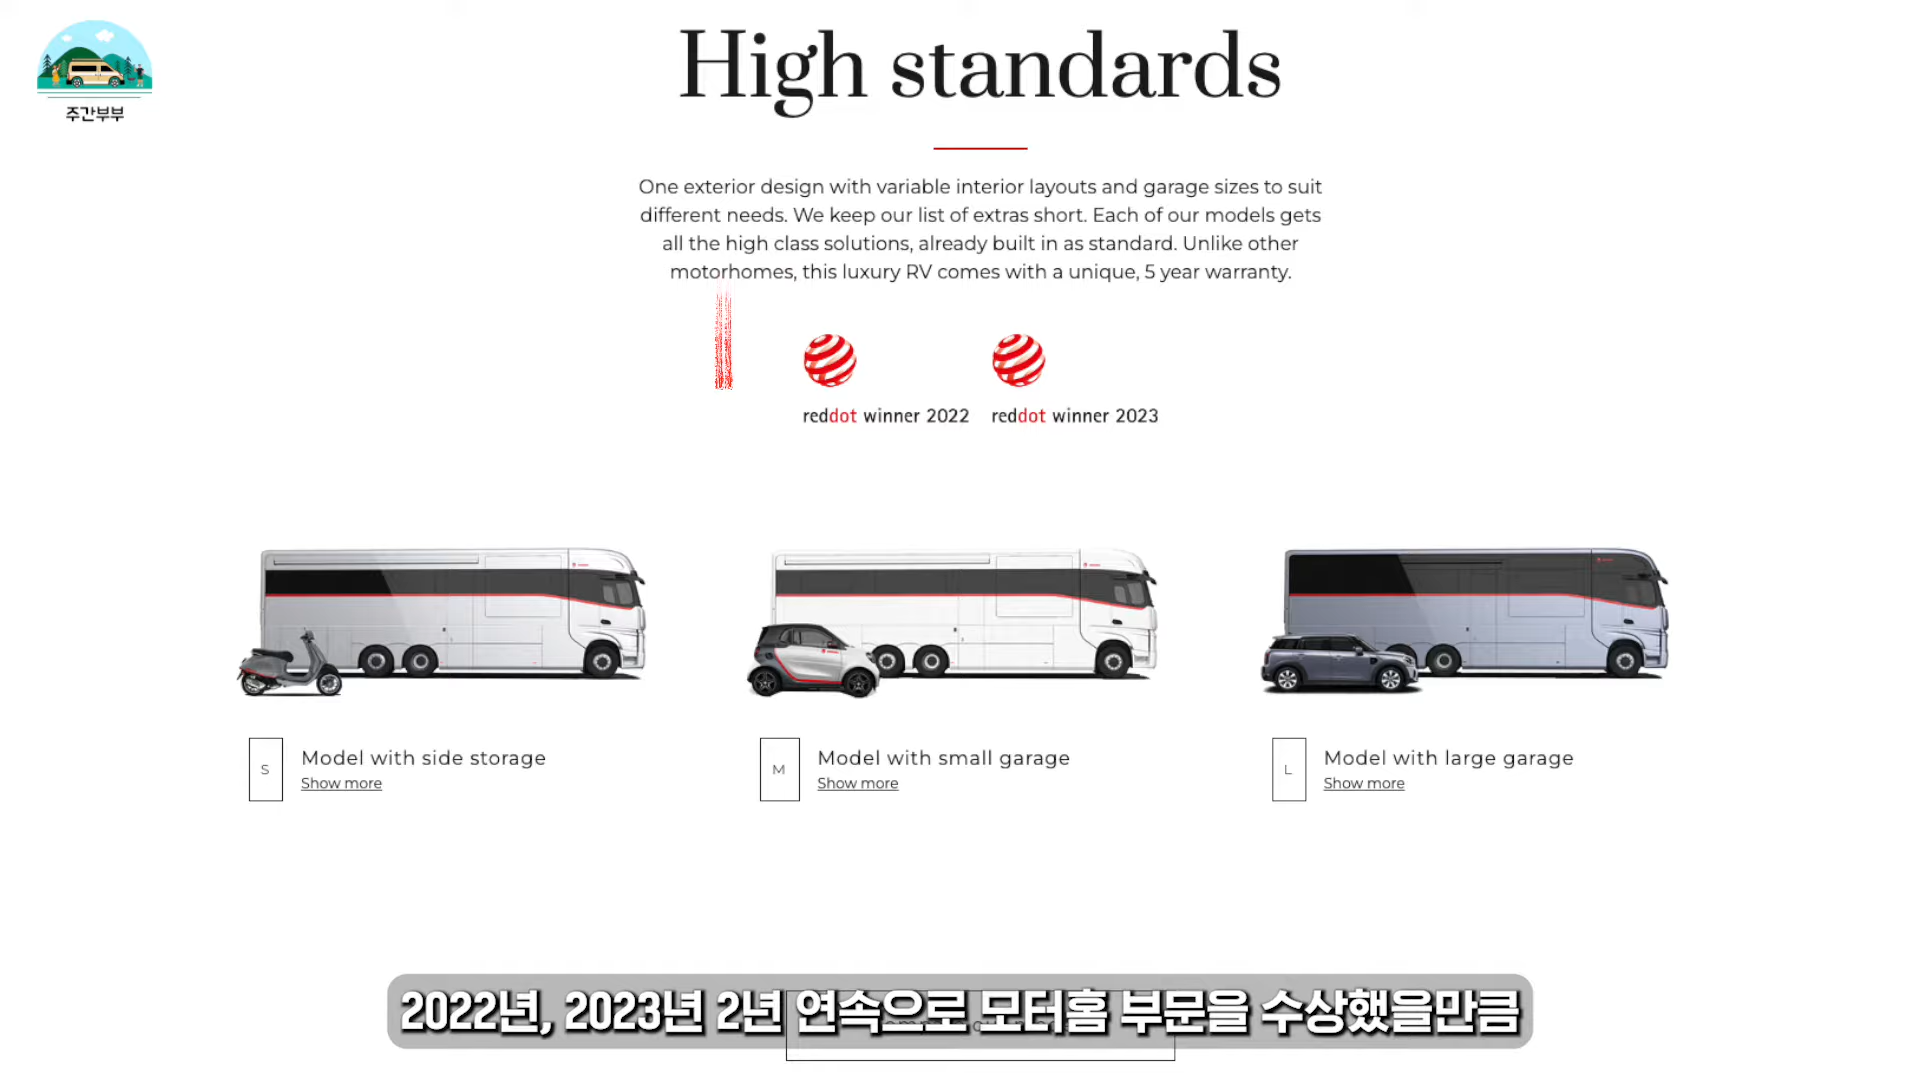 주간부부
High standards
One exterior design with variable interior layouts and garage sizes to suit
different needs. We keep our list of extras short. Each of our models gets
all the high class solutions, already built in as standard. Unlike other
motorhomes, this luxury RV comes with a unique, 5 year warranty.
reddot winner 2022
reddot winner 2023
S
Model with side storage
Show more
M
Model with small garage
Show more
L
Model with large garage
Show more
2022년, 2023년 2년 연속으로 모터홈 부문을 수상했을만큼